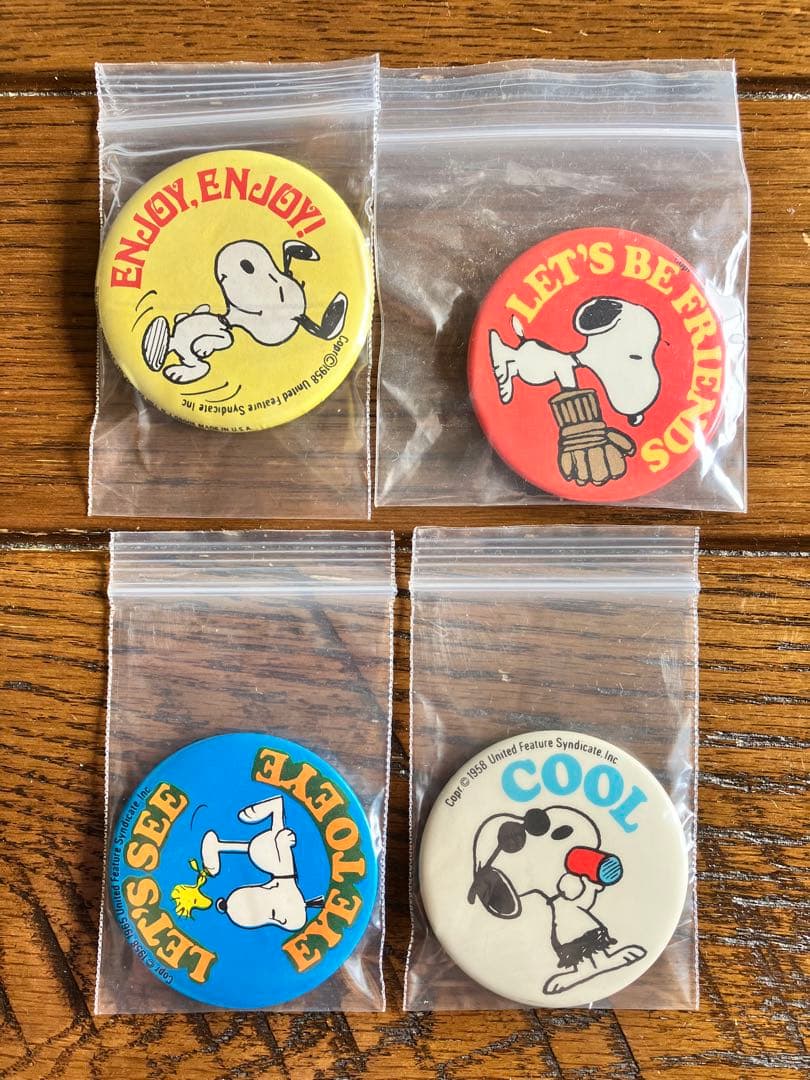 ENJOY, ENJOY!
Copr©1958 United Feature Syndicate Inc
MADE IN U.S.A
LET'S BE FRIENDS
Copr
LET'S SEE
EYE TO EYE
Copr © 1958 1965 United Feature Syndicate, Inc
Copr © 1958 United Feature Syndicate, Inc
COOL